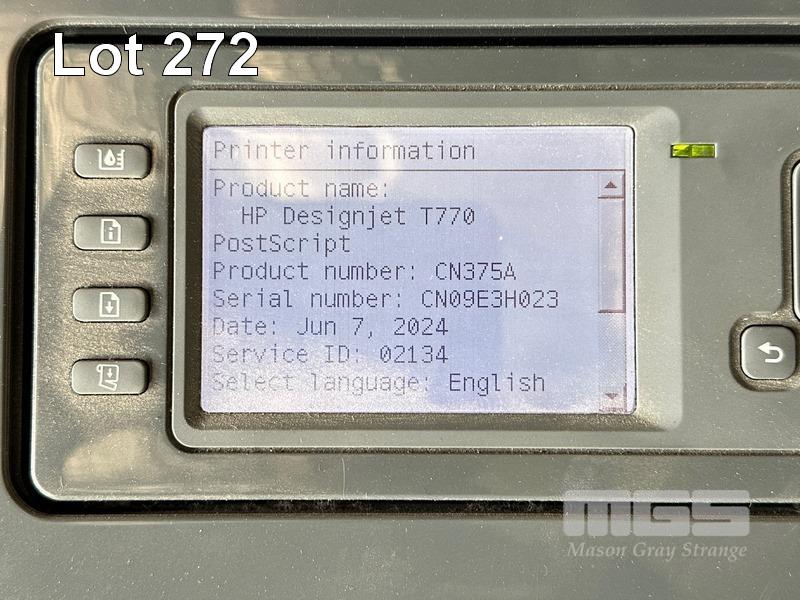 Lot 272
Printer information
Product name:
HP Designjet T770
PostScript
Product number: CN375A
Serial number: CN09E3H023
Date: Jun 7, 2024
Service ID: 02134
Select language: English
MGS
Mason Gray Strange